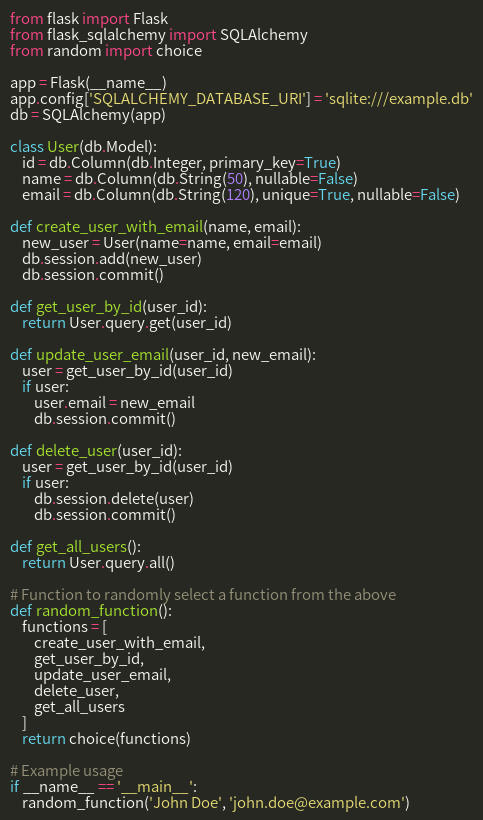 from flask import Flask
from flask_sqlalchemy import SQLAlchemy
from random import choice

app = Flask(__name__)
app.config['SQLALCHEMY_DATABASE_URI'] = 'sqlite:///example.db'
db = SQLAlchemy(app)

class User(db.Model):
    id = db.Column(db.Integer, primary_key=True)
    name = db.Column(db.String(50), nullable=False)
    email = db.Column(db.String(120), unique=True, nullable=False)

def create_user_with_email(name, email):
    new_user = User(name=name, email=email)
    db.session.add(new_user)
    db.session.commit()

def get_user_by_id(user_id):
    return User.query.get(user_id)

def update_user_email(user_id, new_email):
    user = get_user_by_id(user_id)
    if user:
        user.email = new_email
        db.session.commit()

def delete_user(user_id):
    user = get_user_by_id(user_id)
    if user:
        db.session.delete(user)
        db.session.commit()

def get_all_users():
    return User.query.all()

# Function to randomly select a function from the above
def random_function():
    functions = [
        create_user_with_email,
        get_user_by_id,
        update_user_email,
        delete_user,
        get_all_users
    ]
    return choice(functions)

# Example usage
if __name__ == '__main__':
    random_function('John Doe', 'john.doe@example.com')